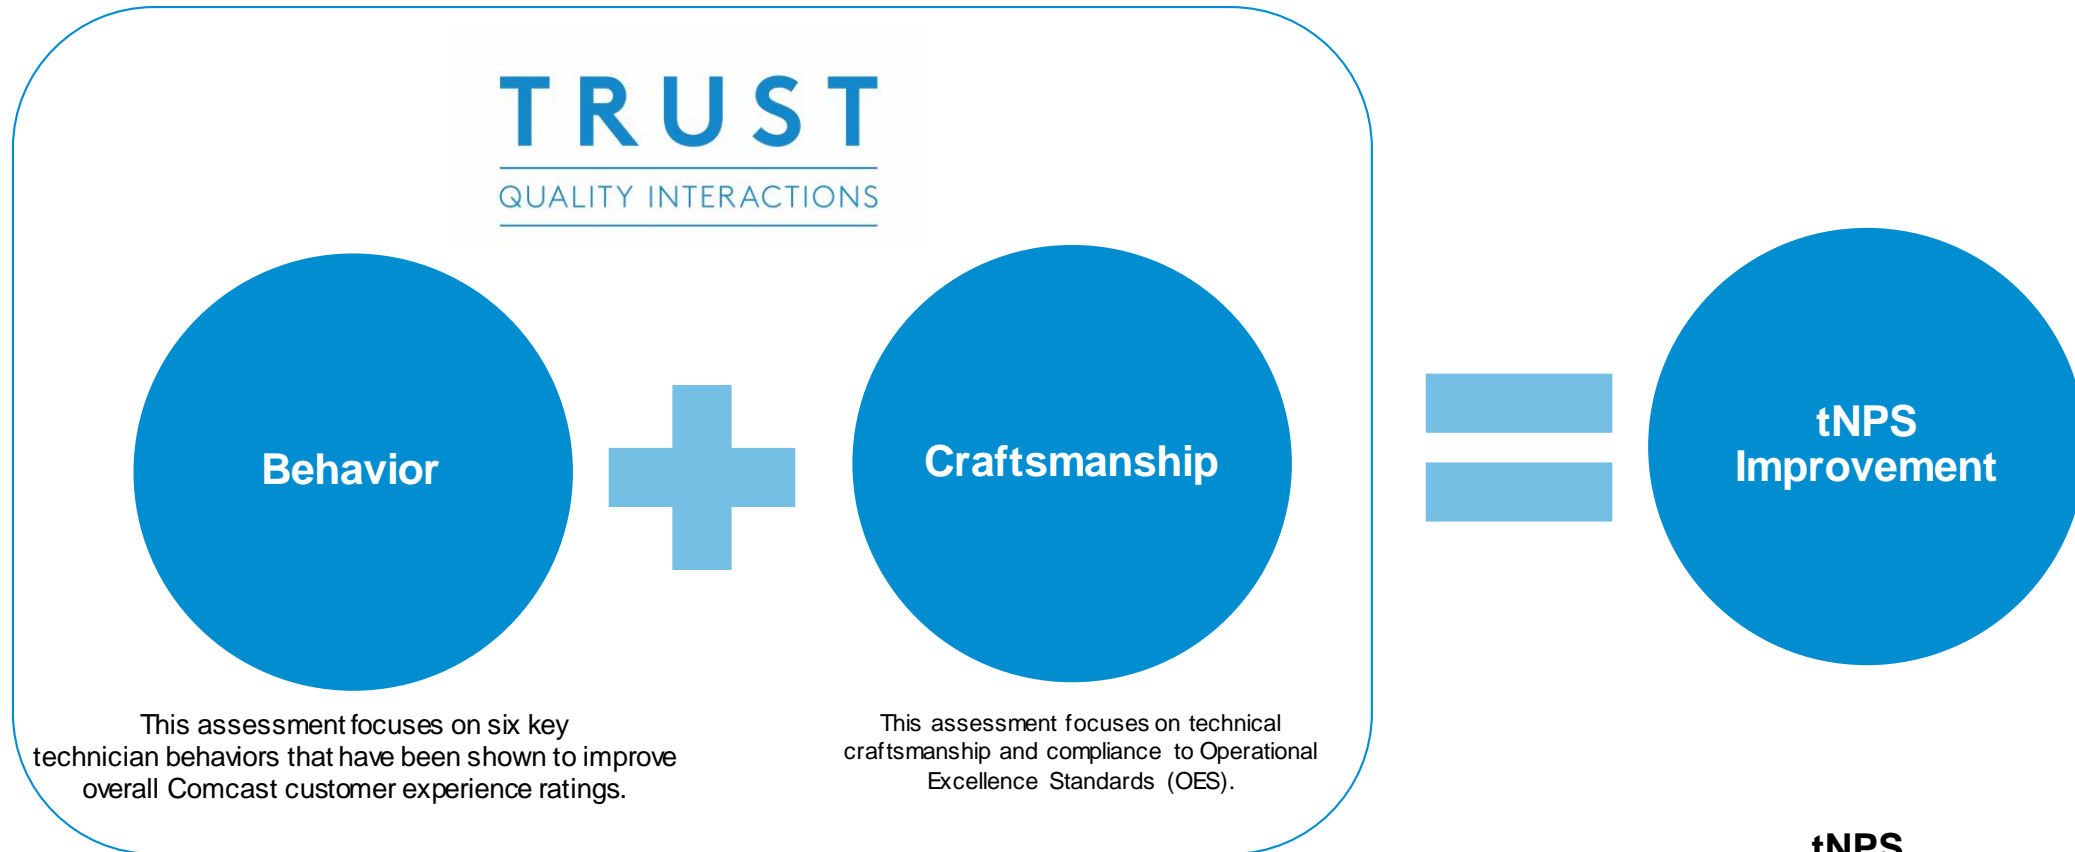 TRUST
QUALITY INTERACTIONS
Behavior
Craftsmanship
tNPS
Improvement
This assessment focuses on six key
technician behaviors that have been shown to improve
overall Comcast customer experience ratings.
This assessment focuses on technical
craftsmanship and compliance to Operational
Excellence Standards (OES).
tNPS